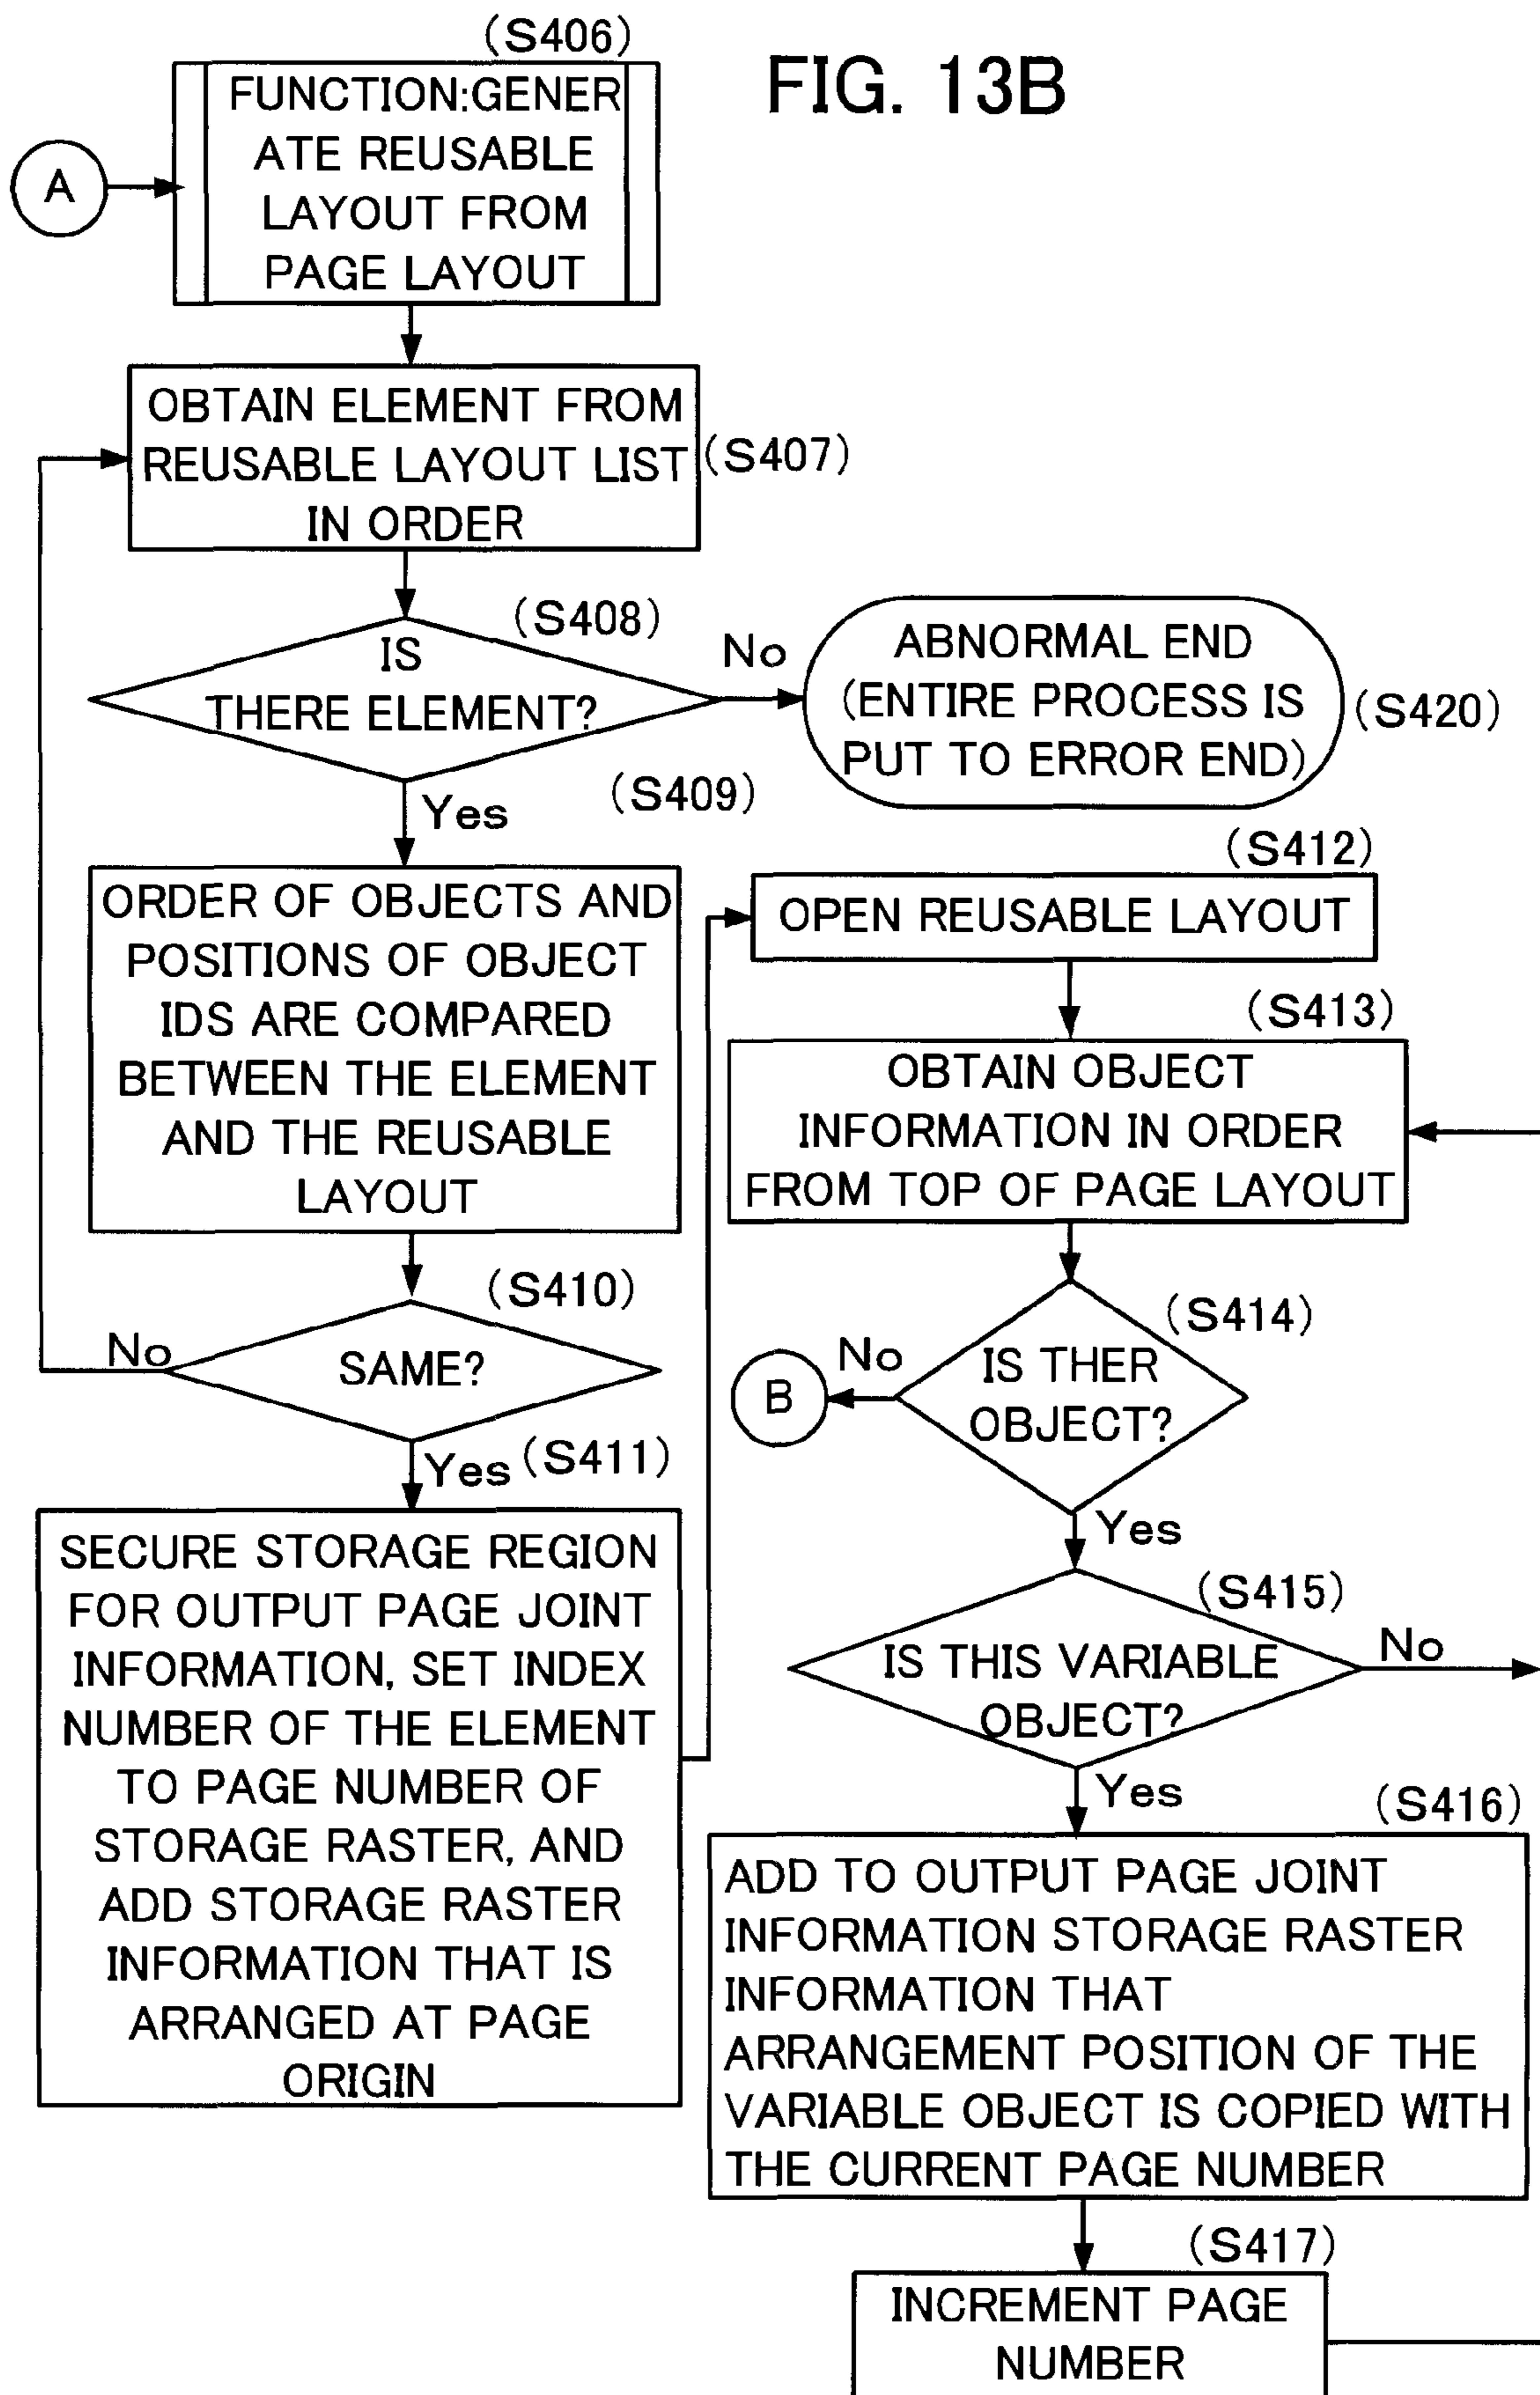 FIG. 13B
(S406)
FUNCTION:GENER
ATE REUSABLE
LAYOUT FROM
PAGE LAYOUT
A
OBTAIN ELEMENT FROM
REUSABLE LAYOUT LIST
IN ORDER
(S407)
(S408)
IS
THERE ELEMENT?
No
ABNORMAL END
(ENTIRE PROCESS IS
PUT TO ERROR END)
(S420)
Yes
(S409)
ORDER OF OBJECTS AND
POSITIONS OF OBJECT
IDS ARE COMPARED
BETWEEN THE ELEMENT
AND THE REUSABLE
LAYOUT
(S410)
SAME?
No
Yes
(S411)
SECURE STORAGE REGION
FOR OUTPUT PAGE JOINT
INFORMATION, SET INDEX
NUMBER OF THE ELEMENT
TO PAGE NUMBER OF
STORAGE RASTER, AND
ADD STORAGE RASTER
INFORMATION THAT IS
ARRANGED AT PAGE
ORIGIN
(S412)
OPEN REUSABLE LAYOUT
(S413)
OBTAIN OBJECT
INFORMATION IN ORDER
FROM TOP OF PAGE LAYOUT
(S414)
IS THER
OBJECT?
No
B
Yes
(S415)
IS THIS VARIABLE
OBJECT?
No
Yes
(S416)
ADD TO OUTPUT PAGE JOINT
INFORMATION STORAGE RASTER
INFORMATION THAT
ARRANGEMENT POSITION OF THE
VARIABLE OBJECT IS COPIED WITH
THE CURRENT PAGE NUMBER
(S417)
INCREMENT PAGE
NUMBER